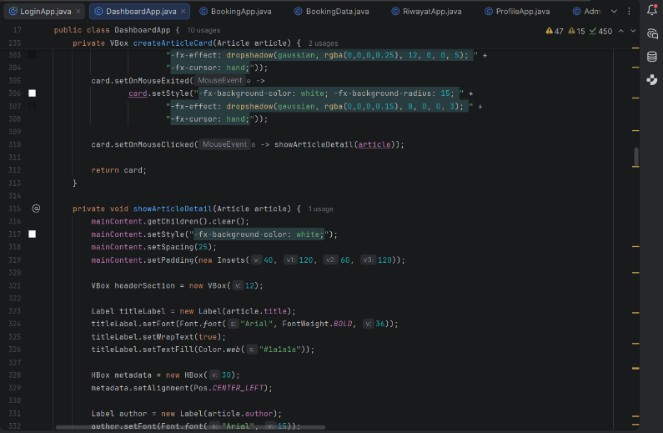 LoginApp.java × DashboardApp.java × BookingApp.java BookingData.java RiwayatApp.java ProfileApp.java Adm
17 public class DashboardApp { 10 usages 47 15 450
235 private VBox createArticleCard(Article article) { 2 usages
303 "-fx-effect: dropshadow(gaussian, rgba(0,0,0,0.25), 12, 0, 0, 5); " +
304 "-fx-cursor: hand;"));
305 card.setOnMouseExited( MouseEvent e ->
306 card.setStyle("-fx-background-color: white; -fx-background-radius: 15; " +
307 "-fx-effect: dropshadow(gaussian, rgba(0,0,0,0.15), 8, 0, 0, 3); " +
308 "-fx-cursor: hand;"));
309
310 card.setOnMouseClicked( MouseEvent e -> showArticleDetail(article));
311
312 return card;
313 }
314
315 @ private void showArticleDetail(Article article) { 1 usage
316 mainContent.getChildren().clear();
317 mainContent.setStyle("-fx-background-color: white;");
318 mainContent.setSpacing(25);
319 mainContent.setPadding(new Insets( v: 40, v1: 120, v2: 60, v3: 120));
320
321 VBox headerSection = new VBox( v: 12);
322
323 Label titleLabel = new Label(article.title);
324 titleLabel.setFont(Font.font( s: "Arial", FontWeight.BOLD, v: 36));
325 titleLabel.setWrapText(true);
326 titleLabel.setTextFill(Color.web( s: "#1a1a1a"));
327
328 HBox metadata = new HBox( v: 30);
329 metadata.setAlignment(Pos.CENTER_LEFT);
330
331 Label author = new Label(article.author);
332 author.setFont(Font.font( s: "Arial", v: 15));